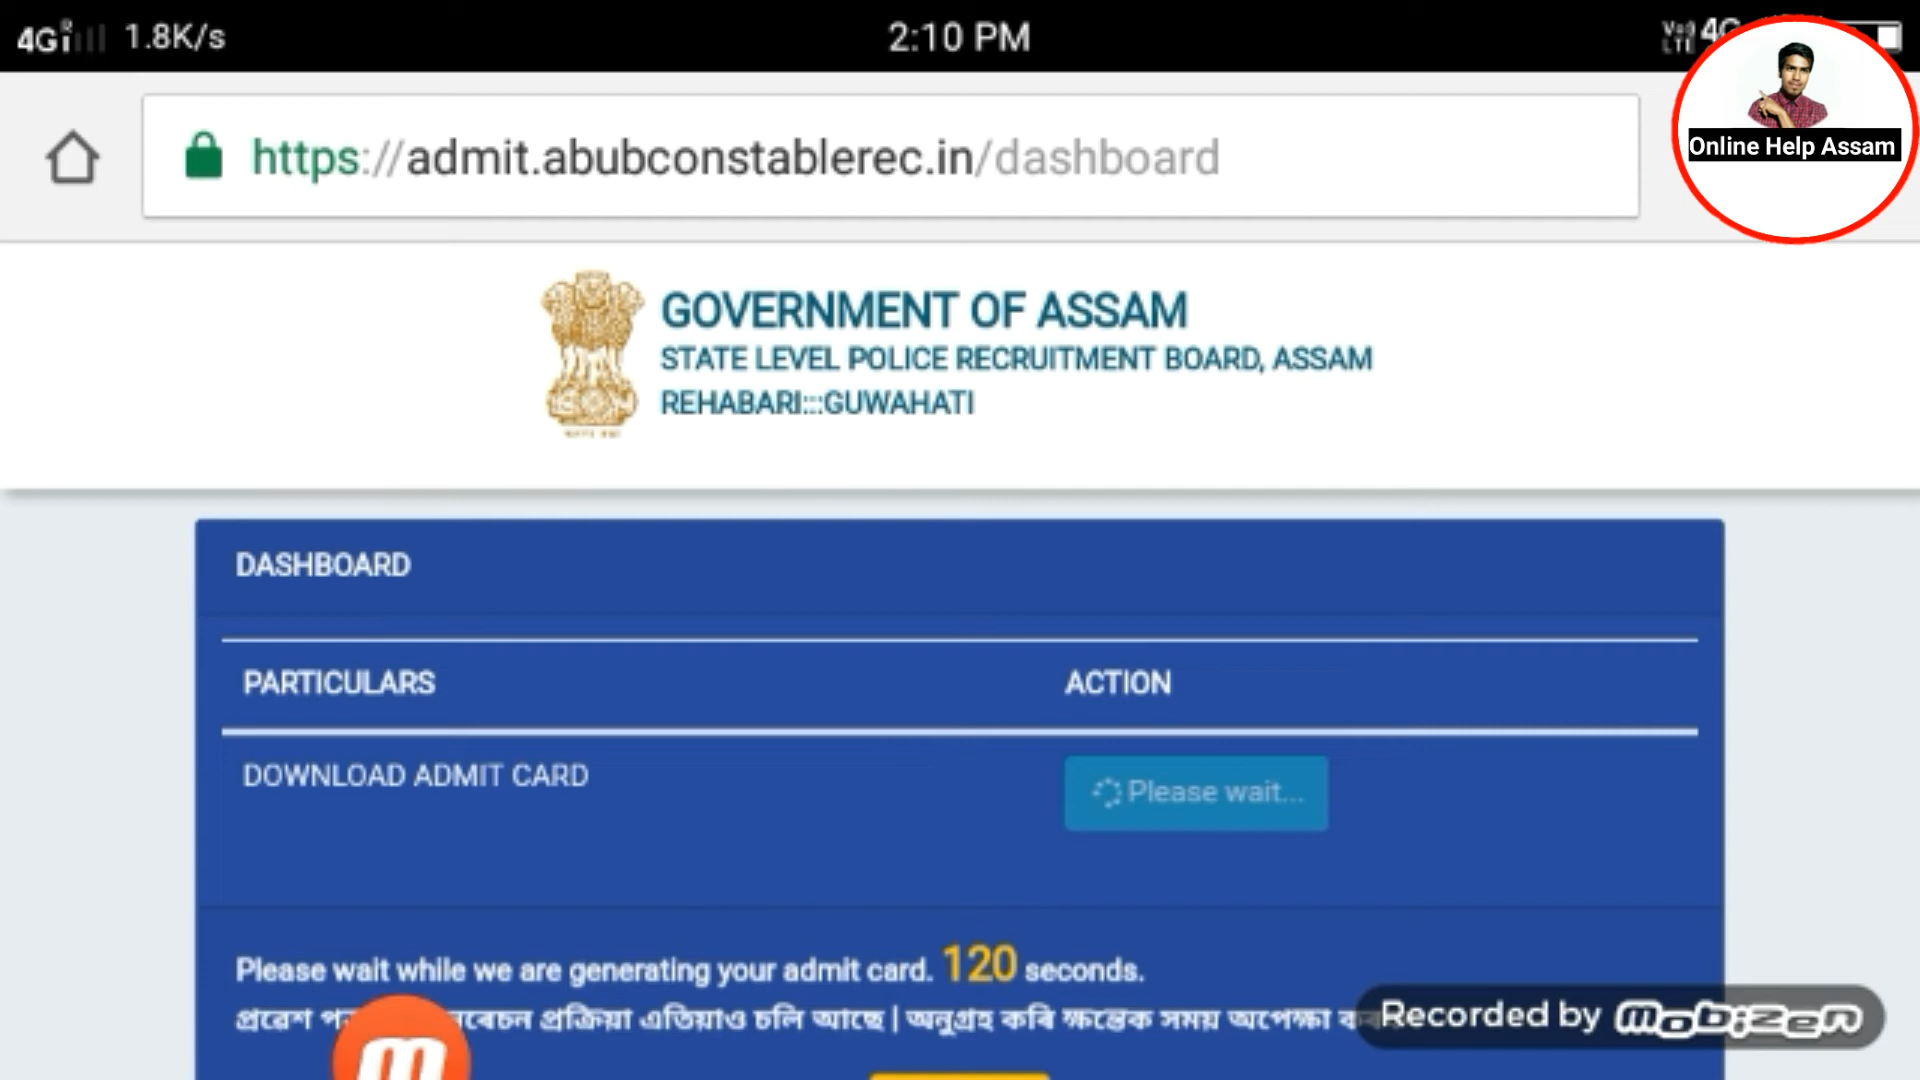 4G 1.8K/s 2:10 PM LTE 4G
Online Help Assam
https://admit.abubconstablerec.in/dashboard
GOVERNMENT OF ASSAM
STATE LEVEL POLICE RECRUITMENT BOARD, ASSAM
REHABARI:::GUWAHATI
DASHBOARD
PARTICULARS ACTION
DOWNLOAD ADMIT CARD Please wait...
Please wait while we are generating your admit card. 120 seconds.
প্ৰৱেশ প্ৰক্ৰিয়া এতিয়াও চলি আছে | অনুগ্ৰহ কৰি ক্ষন্তেক সময় অপেক্ষা
Recorded by mobizen